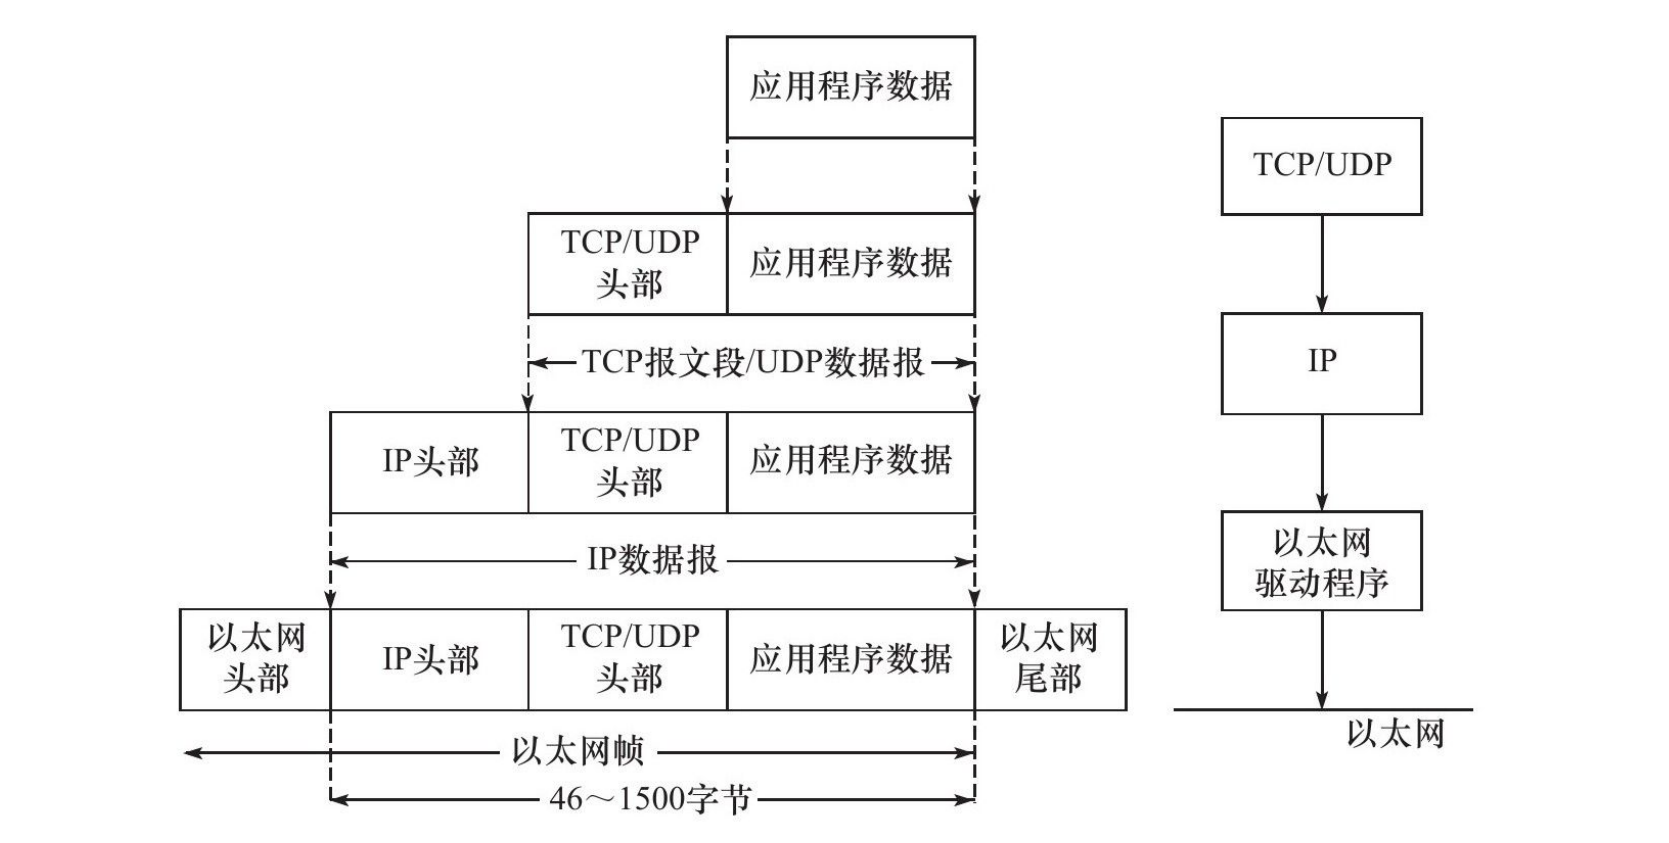 应用程序数据
TCP/UDP
头部
应用程序数据
TCP报文段/UDP数据报
IP头部
TCP/UDP
头部
应用程序数据
IP数据报
以太网
头部
IP头部
TCP/UDP
头部
应用程序数据
以太网
尾部
以太网帧
46～1500字节
TCP/UDP
IP
以太网
驱动程序
以太网